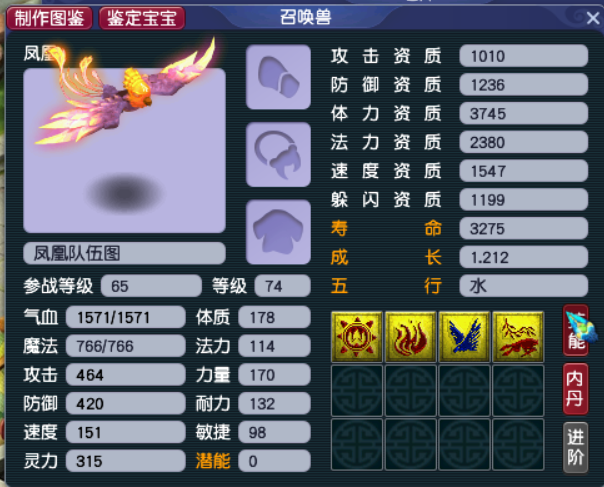 制作图鉴 鉴定宝宝 召唤兽
凤凰
攻击资质 1010
防御资质 1236
体力资质 3745
法力资质 2380
速度资质 1547
躲闪资质 1199
寿命 3275
成长 1.212
五行 水
凤凰队伍图
参战等级 65 等级 74
气血 1571/1571 体质 178
魔法 766/766 法力 114
攻击 464 力量 170
防御 420 耐力 132
速度 151 敏捷 98
灵力 315 潜能 0
能
内丹
进阶